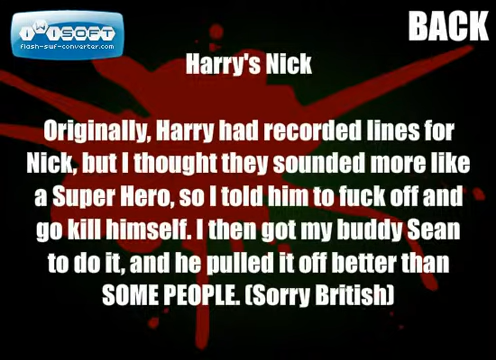 iWiSOFT
flash-swf-converter.com
BACK
Harry's Nick
Originally, Harry had recorded lines for
Nick, but I thought they sounded more like
a Super Hero, so I told him to fuck off and
go kill himself. I then got my buddy Sean
to do it, and he pulled it off better than
SOME PEOPLE. (Sorry British)